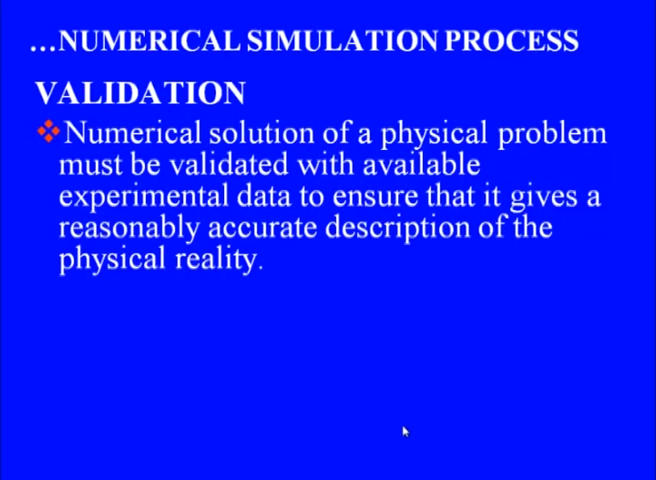 ...NUMERICAL SIMULATION PROCESS
VALIDATION
❖Numerical solution of a physical problem
must be validated with available
experimental data to ensure that it gives a
reasonably accurate description of the
physical reality.